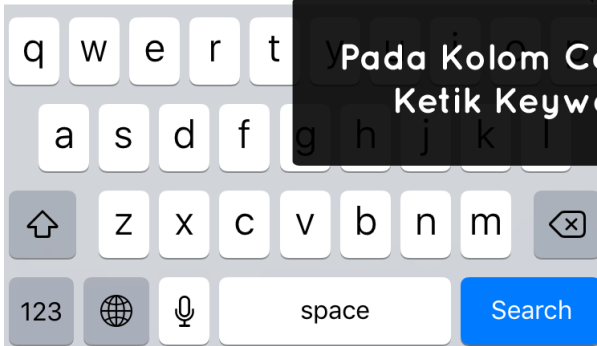 Pada Kolom
Ketik
q w e r t y
a s d f g h j k l
z x c v b n m
123 space Search